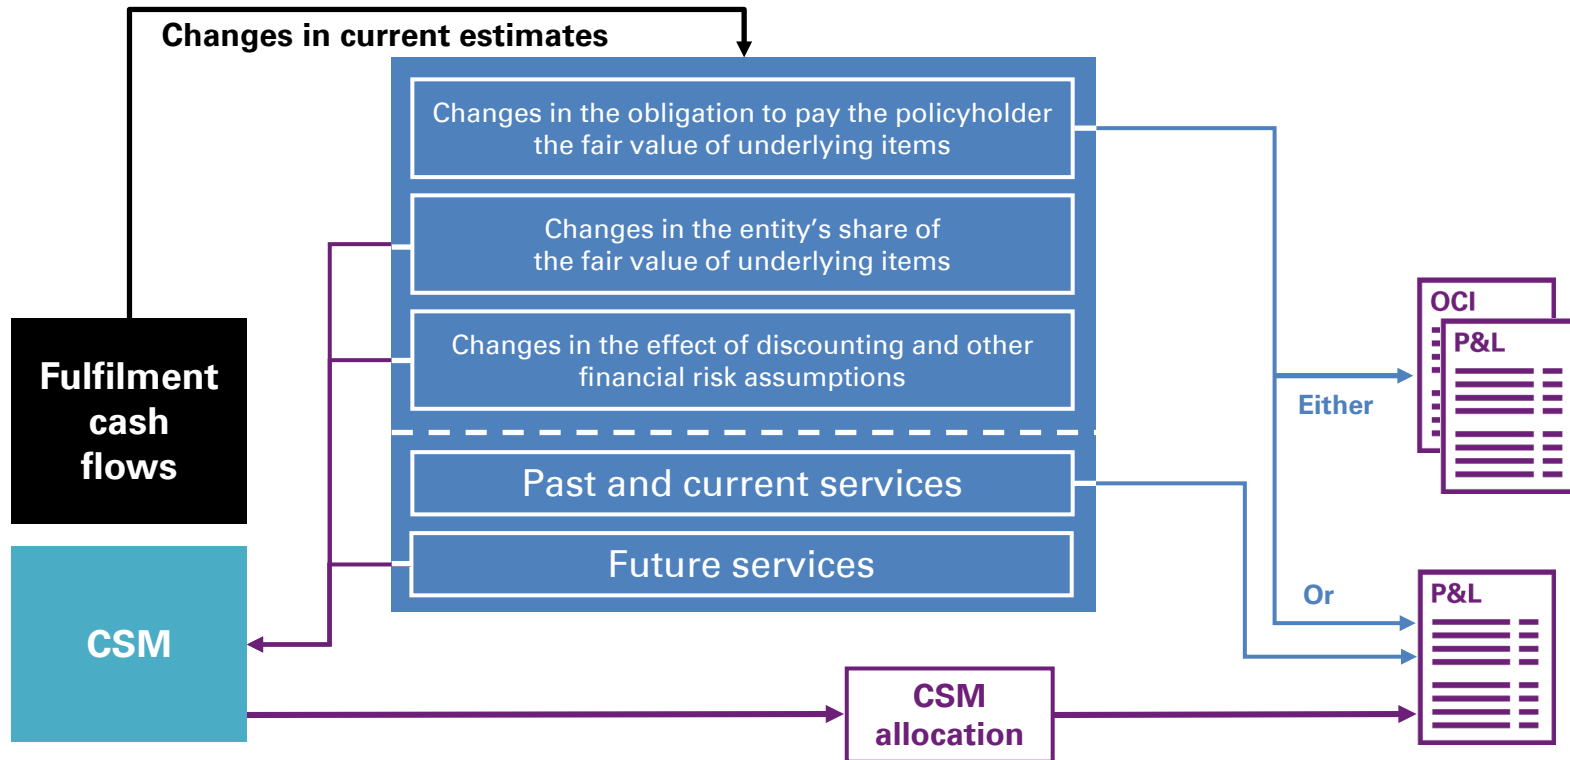 Changes in current estimates
Changes in the obligation to pay the policyholder
the fair value of underlying items
Changes in the entity’s share of
the fair value of underlying items
Changes in the effect of discounting and other
financial risk assumptions
Past and current services
Future services
Fulfilment
cash
flows
CSM
CSM
allocation
Either
Or
OCI
P&L
P&L